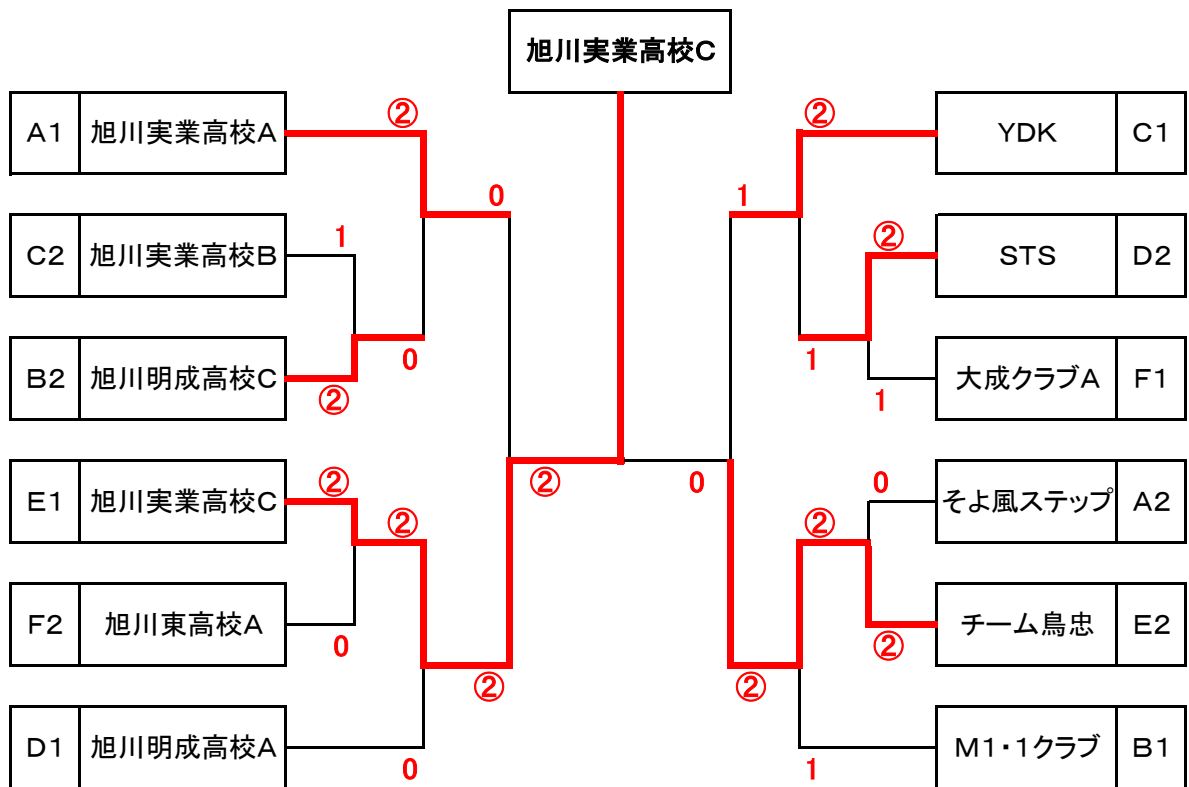 旭川実業高校C
A1 旭川実業高校A ② ② YDK C1
0 1
C2 旭川実業高校B 1 ② STS D2
B2 旭川明成高校C ② 0 1 1 大成クラブA F1
E1 旭川実業高校C ② ② 0 0 そよ風ステップ A2
② ②
F2 旭川東高校A 0 ② チーム鳥忠 E2
② ②
D1 旭川明成高校A 0 1 M1・1クラブ B1